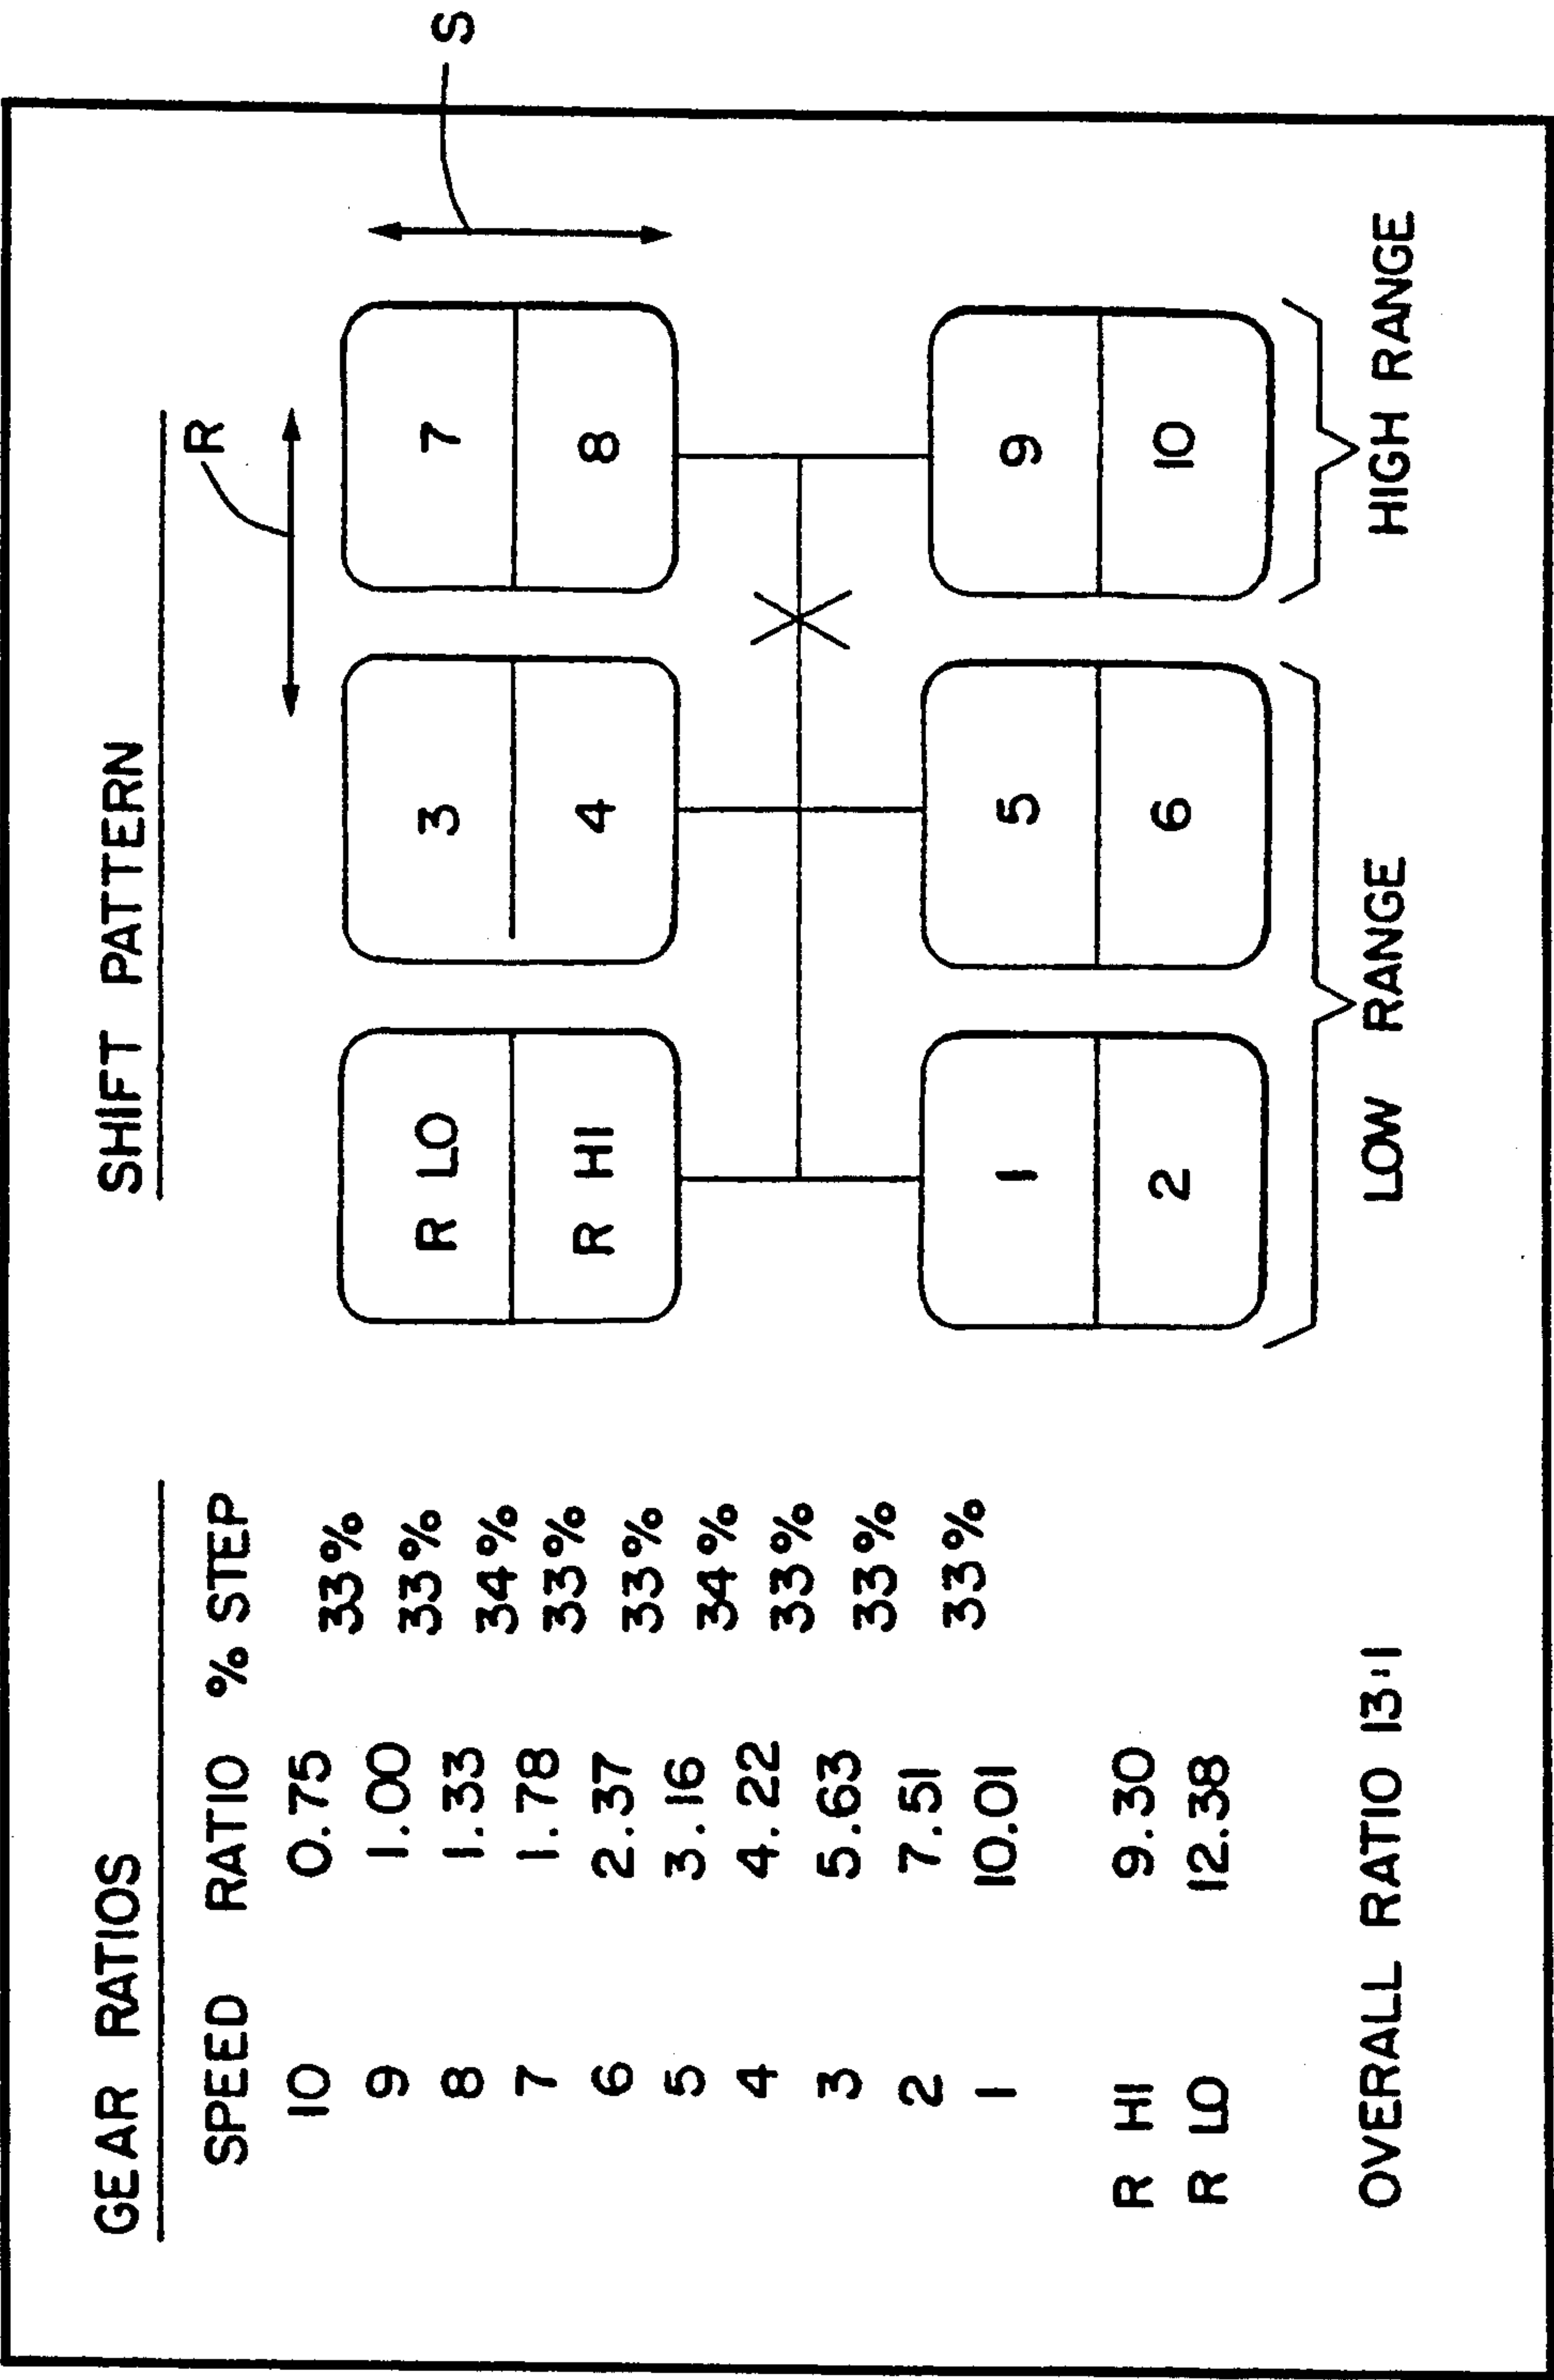 GEAR RATIOS
SPEED RATIO % STEP
10 0.75
33%
9 1.00
33%
8 1.33
34%
7 1.78
33%
6 2.37
33%
5 3.16
34%
4 4.22
33%
3 5.63
33%
2 7.51
33%
1 10.01
R HI 9.30
R LO 12.38
OVERALL RATIO 13:1
SHIFT PATTERN
R
S
R LO
R HI
3
4
7
8
1
2
5
6
9
10
LOW RANGE
HIGH RANGE